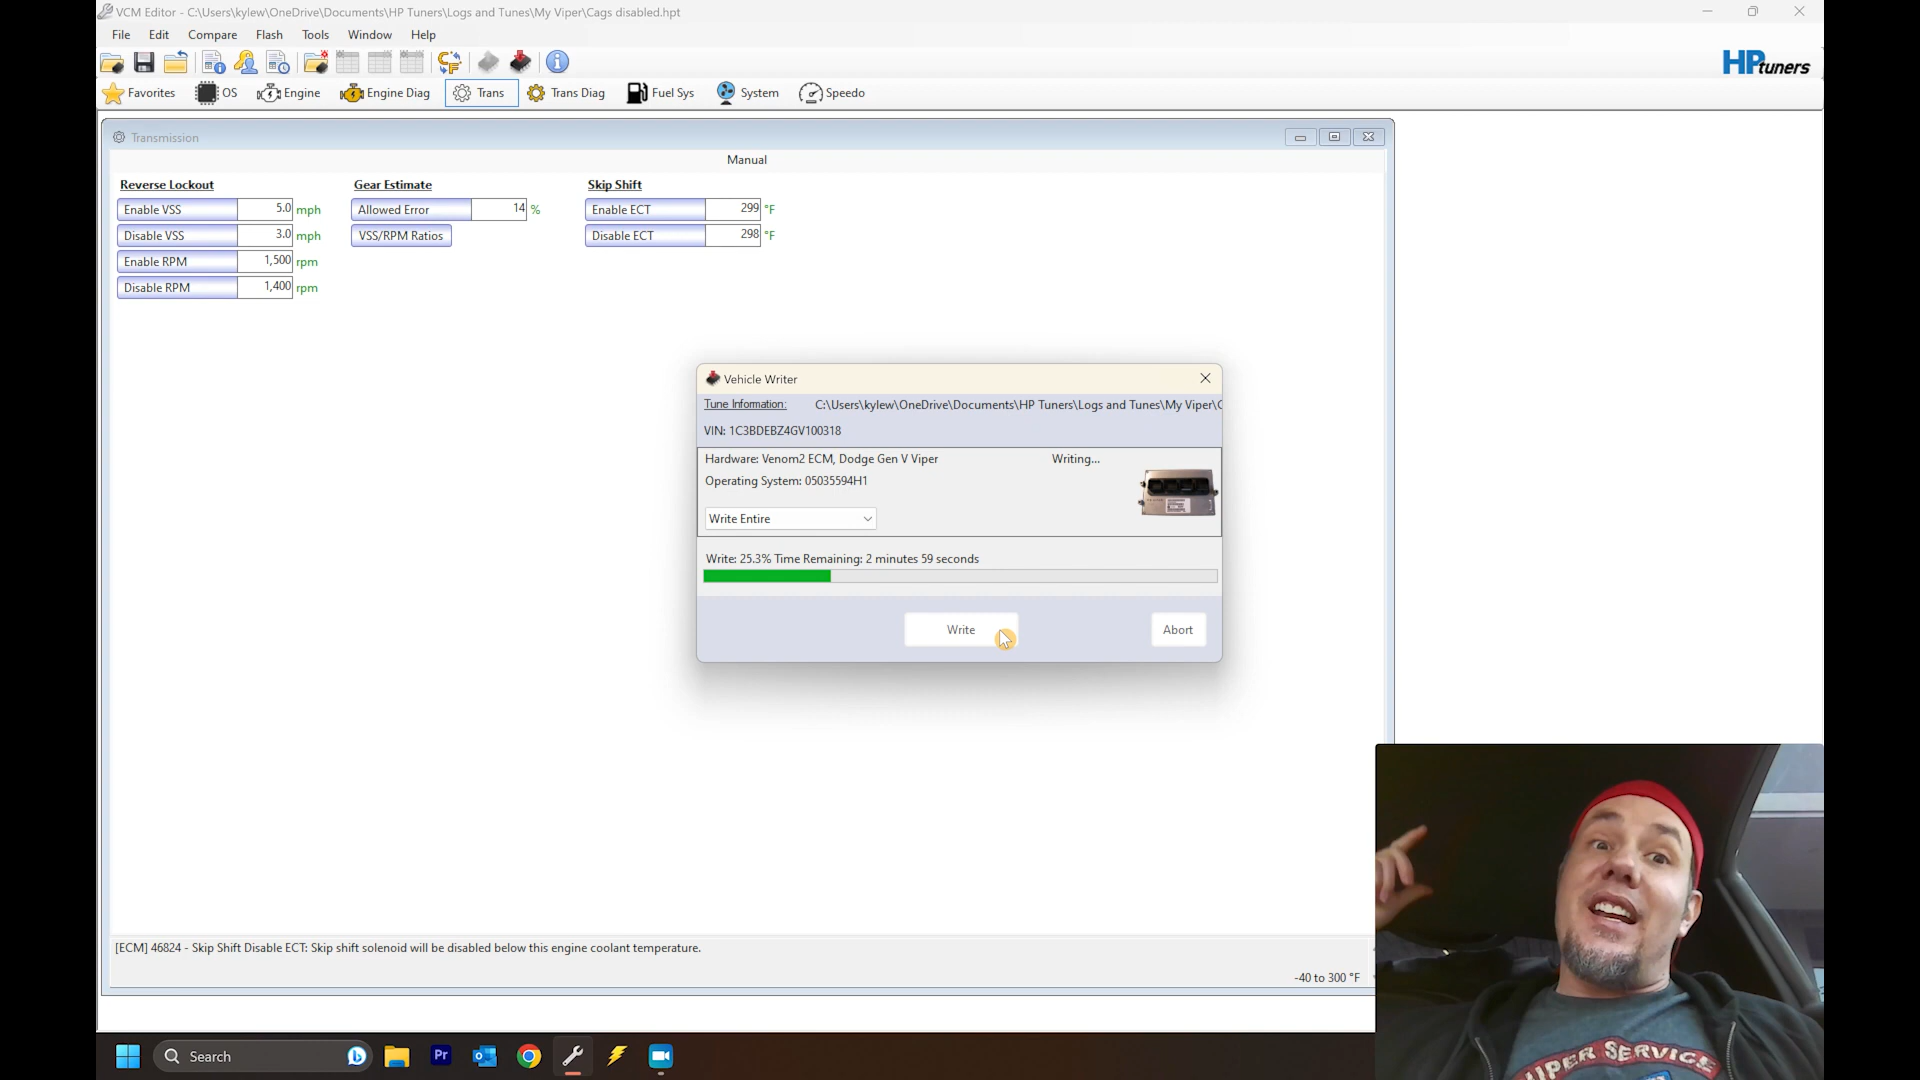 VCM Editor - C:\Users\kylew\OneDrive\Documents\HP Tuners\Logs and Tunes\My Viper\Cags disabled.hpt
File Edit Compare Flash Tools Window Help
HPtuners
Favorites OS Engine Engine Diag Trans Trans Diag Fuel Sys System Speedo
Transmission
Manual
Reverse Lockout Gear Estimate Skip Shift
Enable VSS 5.0 mph Allowed Error 14 % Enable ECT 299 °F
Disable VSS 3.0 mph VSS/RPM Ratios Disable ECT 298 °F
Enable RPM 1,500 rpm
Disable RPM 1,400 rpm
Vehicle Writer
Tune Information: C:\Users\kylew\OneDrive\Documents\HP Tuners\Logs and Tunes\My Viper\C
VIN: 1C3BDEBZ4GV100318
Hardware: Venom2 ECM, Dodge Gen V Viper Writing...
Operating System: 05035594H1
Write Entire
Write: 25.3% Time Remaining: 2 minutes 59 seconds
Write Abort
[ECM] 46824 - Skip Shift Disable ECT: Skip shift solenoid will be disabled below this engine coolant temperature.
-40 to 300 °F
Search
Pr
IPER SERVICE